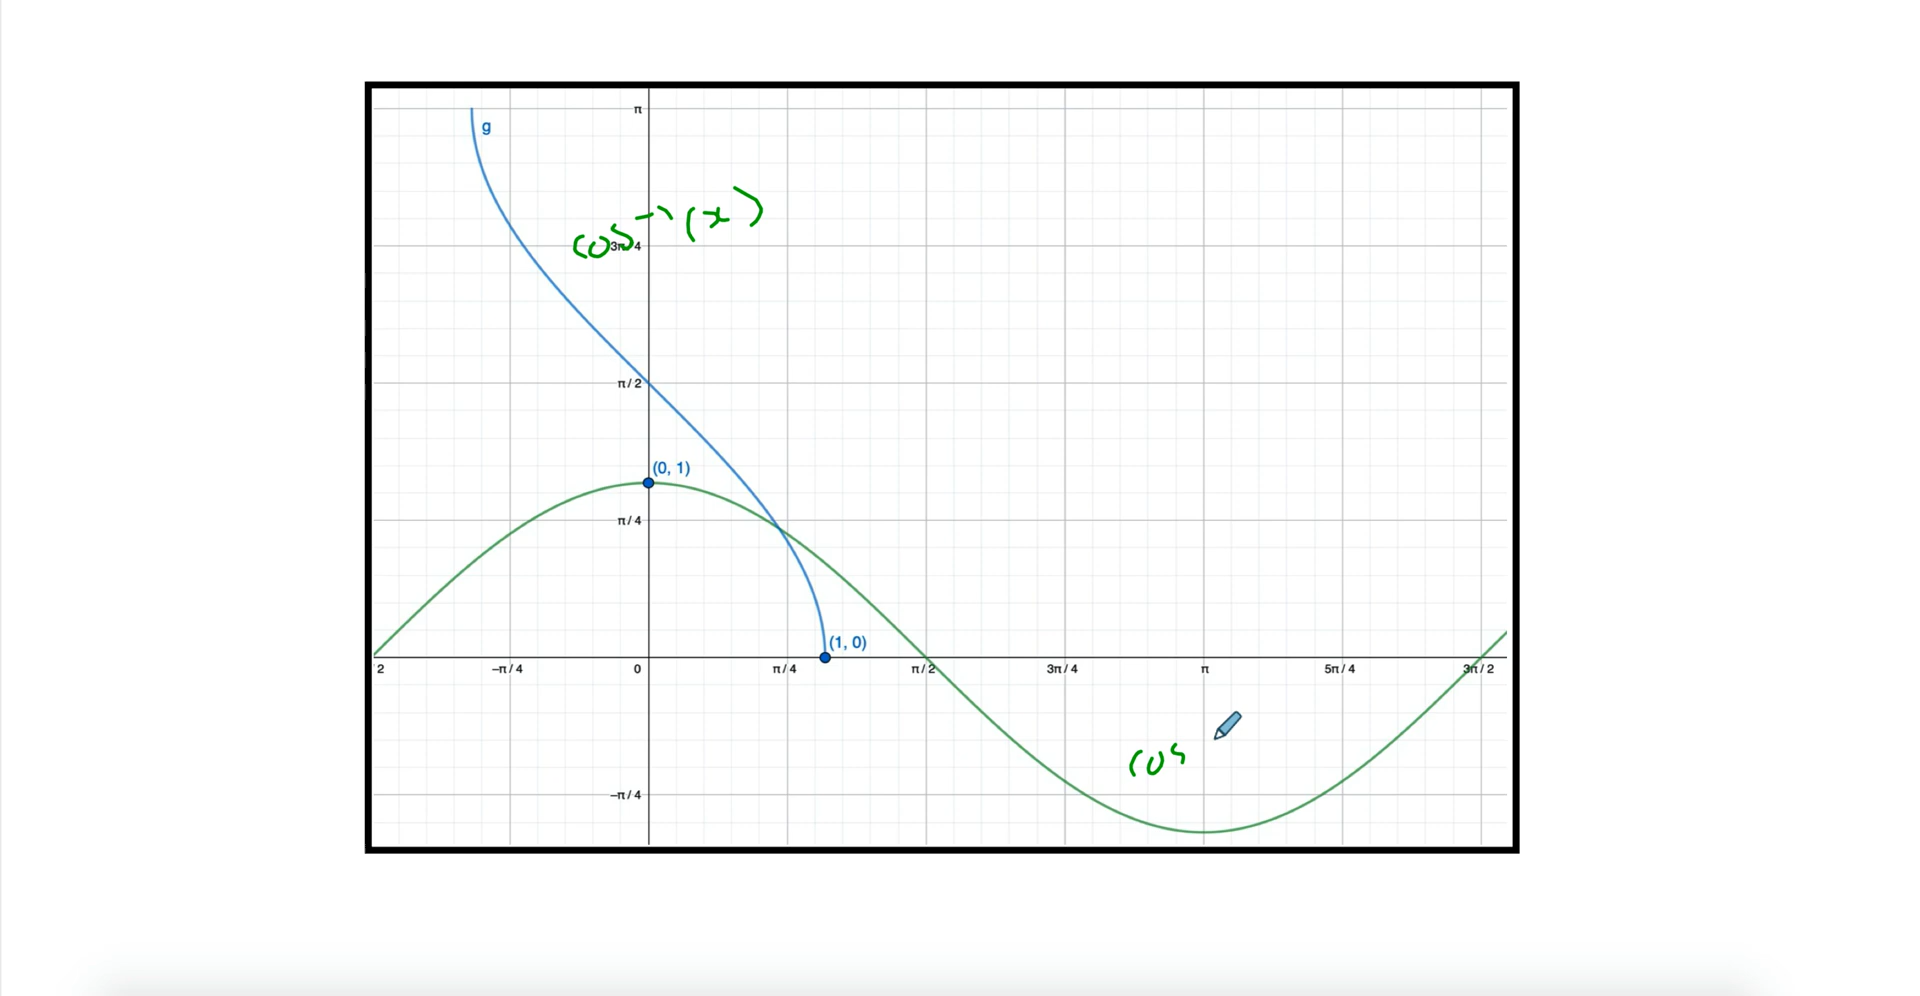 π
g
cos⁻¹(x)
3π/4
π/2
(0, 1)
π/4
(1, 0)
2 −π/4 0 π/4 π/2 3π/4 π 5π/4 3π/2
cos
−π/4